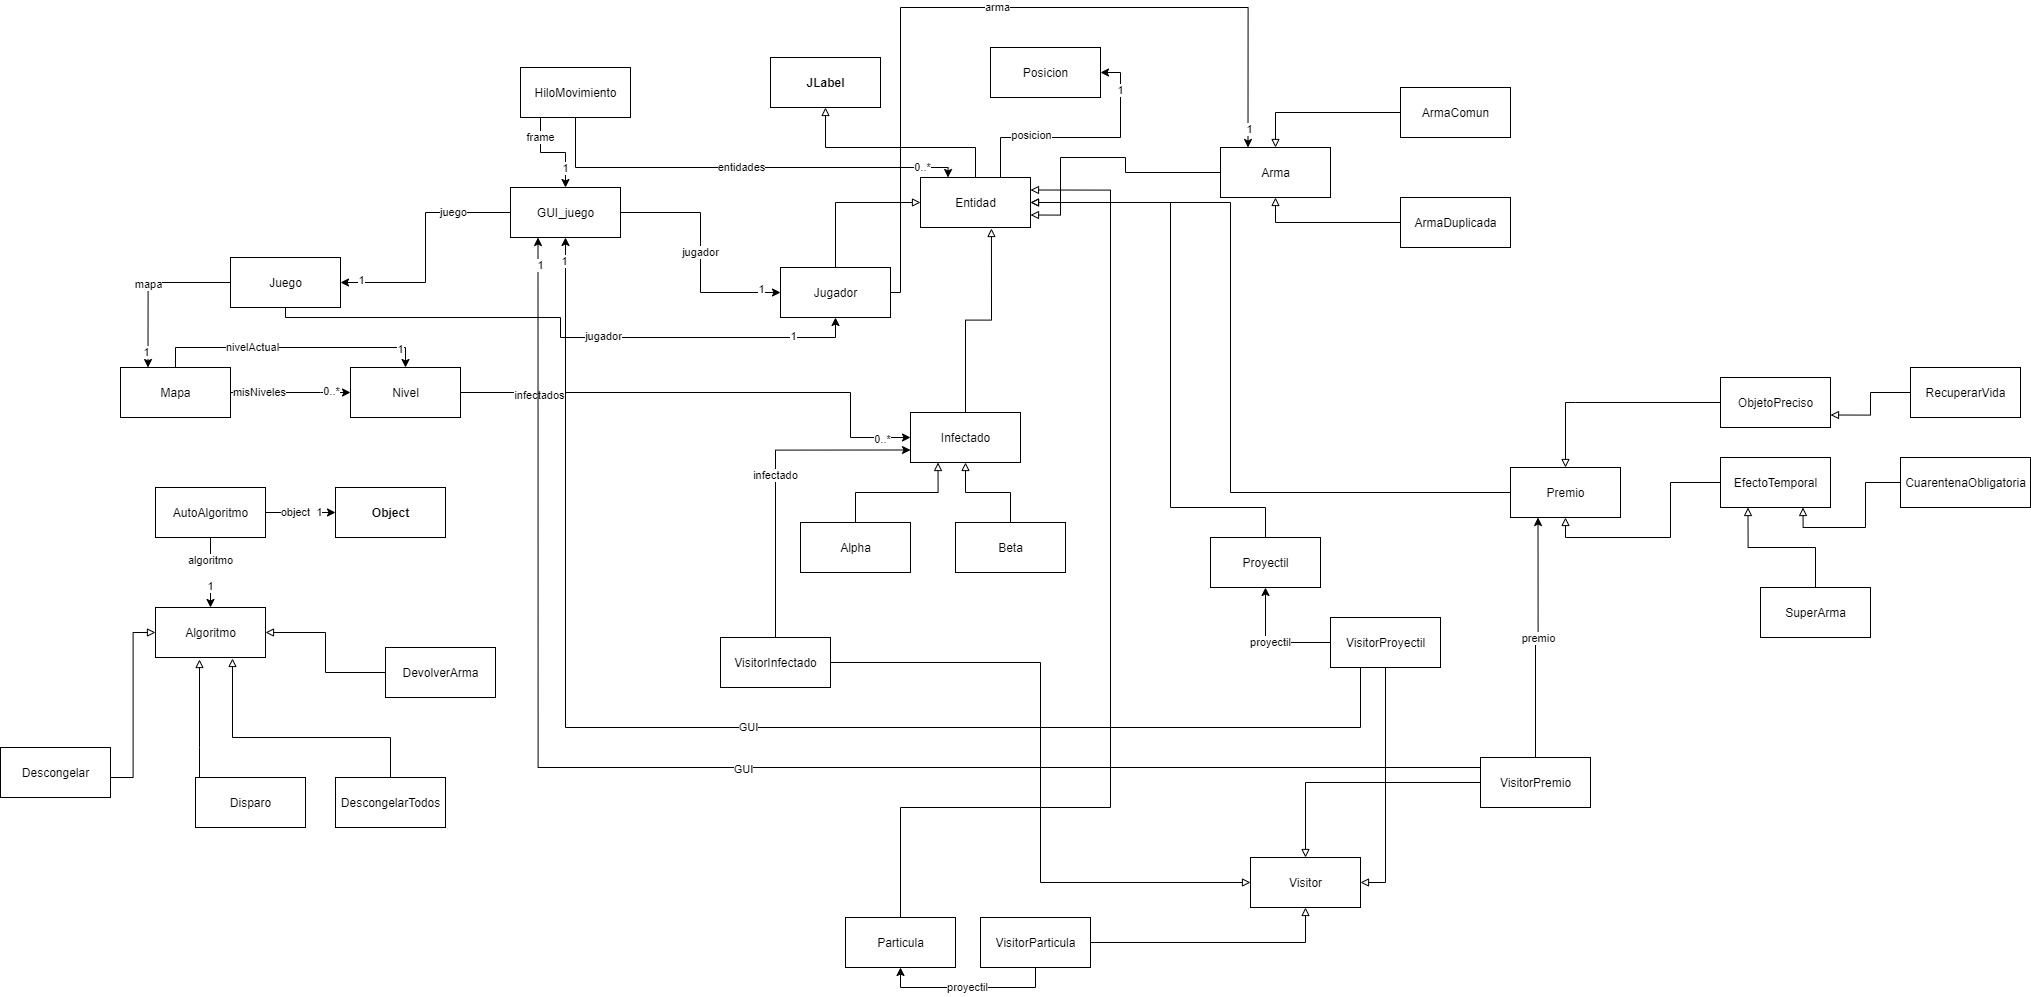 arma
JLabel
Posicion
HiloMovimiento
1
ArmaComun
frame
posicion
1
Arma
entidades
0..*
1
Entidad
GUI_juego
juego
ArmaDuplicada
jugador
1
1
Juego
1
mapa
Jugador
1
jugador
1
nivelActual
1
1
Mapa
misNiveles
0..*
Nivel
infectados
0..*
Infectado
ObjetoPreciso
RecuperarVida
infectado
EfectoTemporal
CuarentenaObligatoria
Premio
AutoAlgoritmo
object
1
Object
Alpha
Beta
algoritmo
Proyectil
1
SuperArma
Algoritmo
premio
proyectil
VisitorProyectil
DevolverArma
VisitorInfectado
GUI
GUI
Descongelar
VisitorPremio
Disparo
DescongelarTodos
Visitor
Particula
VisitorParticula
proyectil